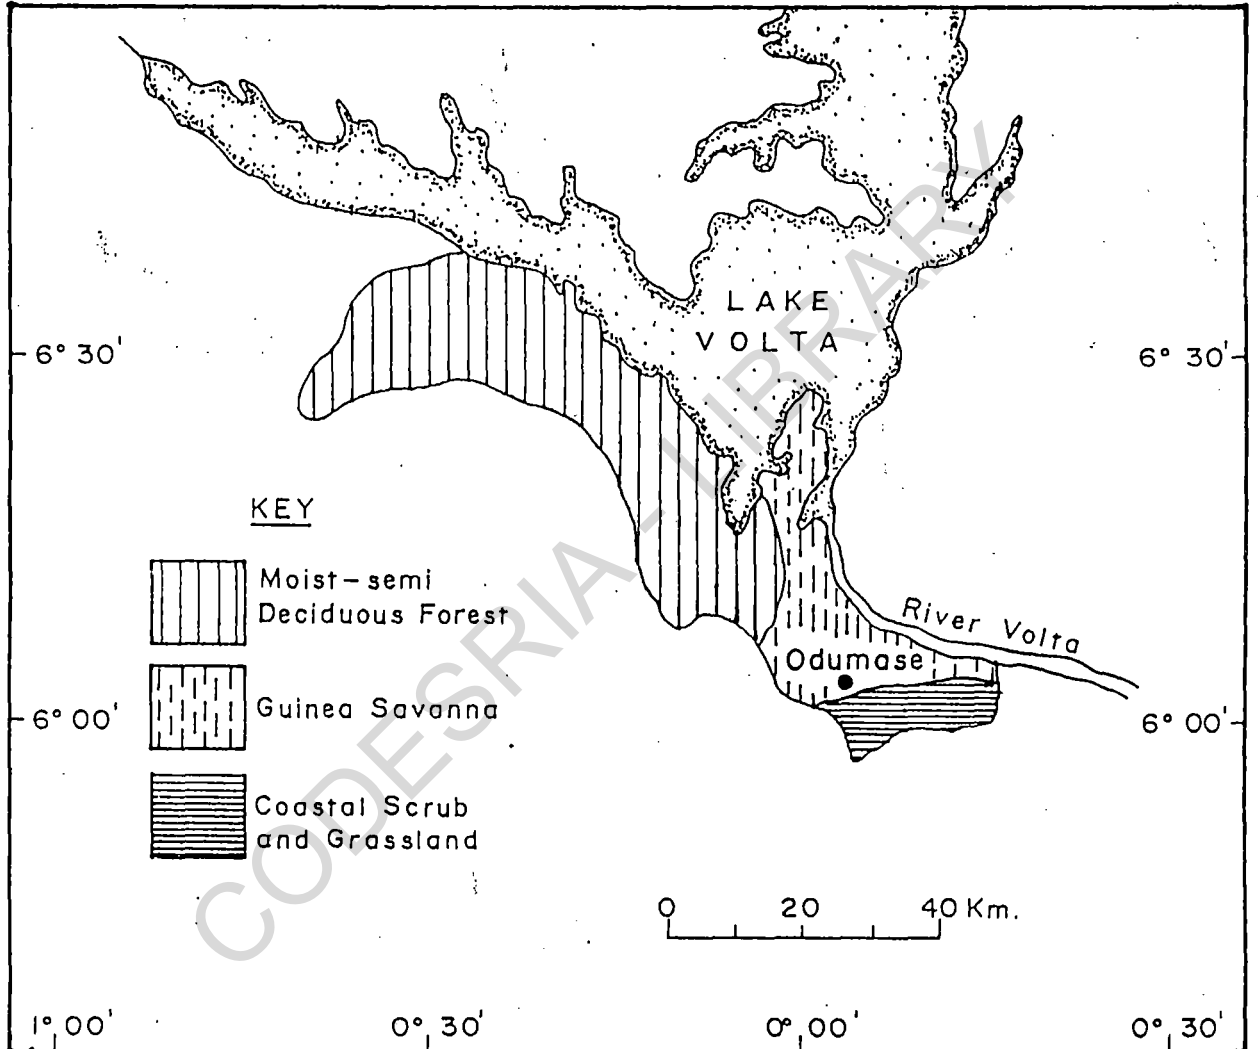 LAKE
VOLTA
6° 30'
6° 30'
KEY
Moist-semi
Deciduous Forest
River Volta
Odumase
Guinea Savanna
6° 00'
6° 00'
Coastal Scrub
and Grassland
0 20 40 Km.
1° 00' 0° 30' 0° 00' 0° 30'
CODESRIA - LIBRARY